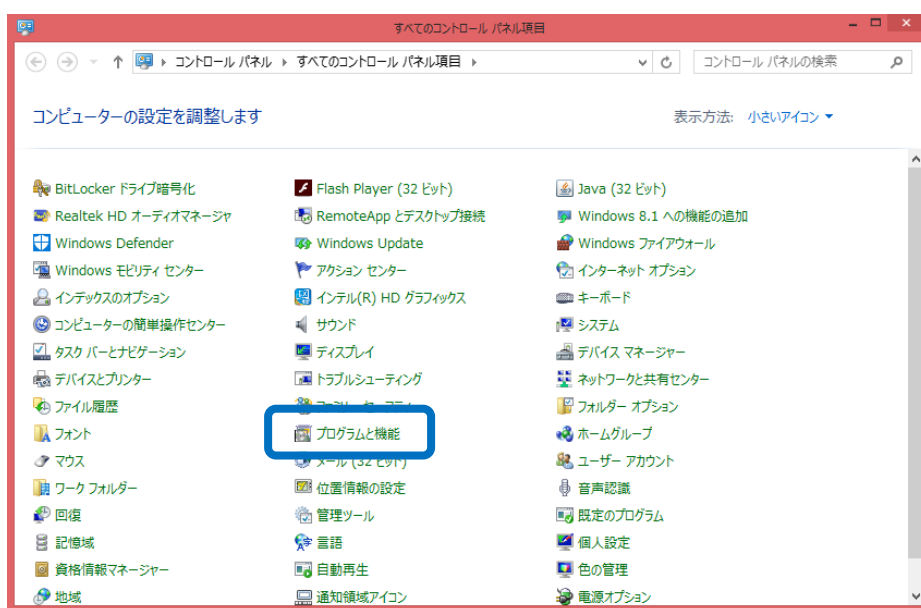 すべてのコントロール パネル項目
コントロール パネル ▸ すべてのコントロール パネル項目 ▸
コントロール パネルの検索
コンピューターの設定を調整します
表示方法: 小さいアイコン
BitLocker ドライブ暗号化
Flash Player (32 ビット)
Java (32 ビット)
Realtek HD オーディオマネージャ
RemoteApp とデスクトップ接続
Windows 8.1 への機能の追加
Windows Defender
Windows Update
Windows ファイアウォール
Windows モビリティ センター
アクション センター
インターネット オプション
インデックスのオプション
インテル(R) HD グラフィックス
キーボード
コンピューターの簡単操作センター
サウンド
システム
タスク バーとナビゲーション
ディスプレイ
デバイス マネージャー
デバイスとプリンター
トラブルシューティング
ネットワークと共有センター
ファイル履歴
ファミリー セーフティ
フォルダー オプション
フォント
プログラムと機能
ホームグループ
マウス
メール (32 ビット)
ユーザー アカウント
ワーク フォルダー
位置情報の設定
音声認識
回復
管理ツール
既定のプログラム
記憶域
言語
個人設定
資格情報マネージャー
自動再生
色の管理
地域
通知領域アイコン
電源オプション